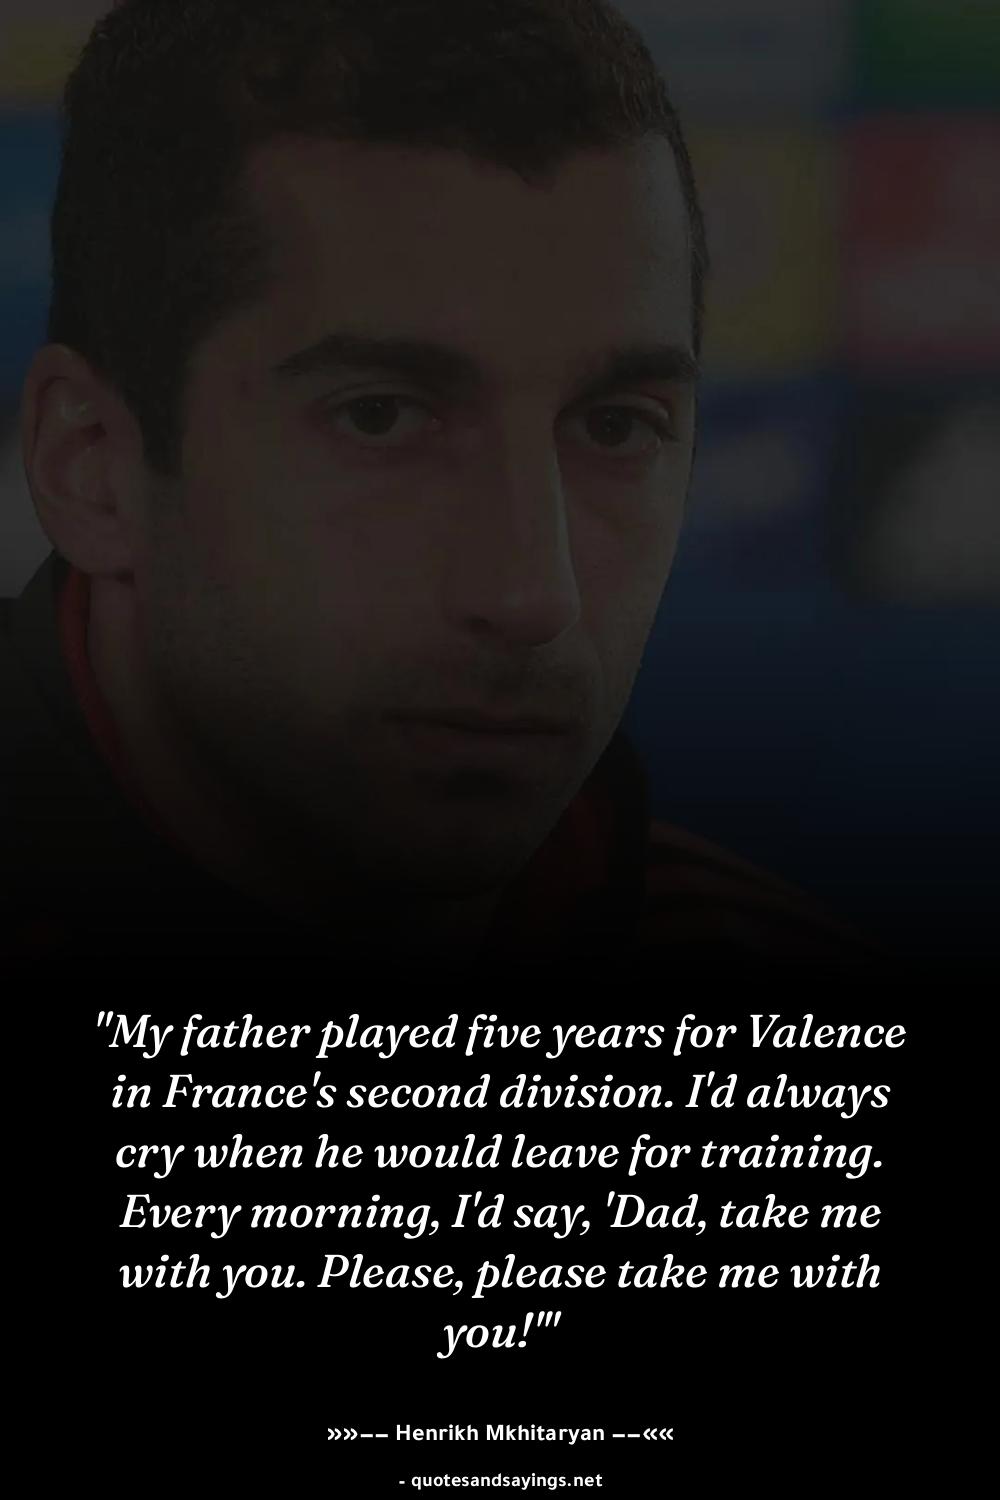 "My father played five years for Valence
in France's second division. I'd always
cry when he would leave for training.
Every morning, I'd say, 'Dad, take me
with you. Please, please take me with
you!'"
»»−− Henrikh Mkhitaryan −−««
- quotesandsayings.net